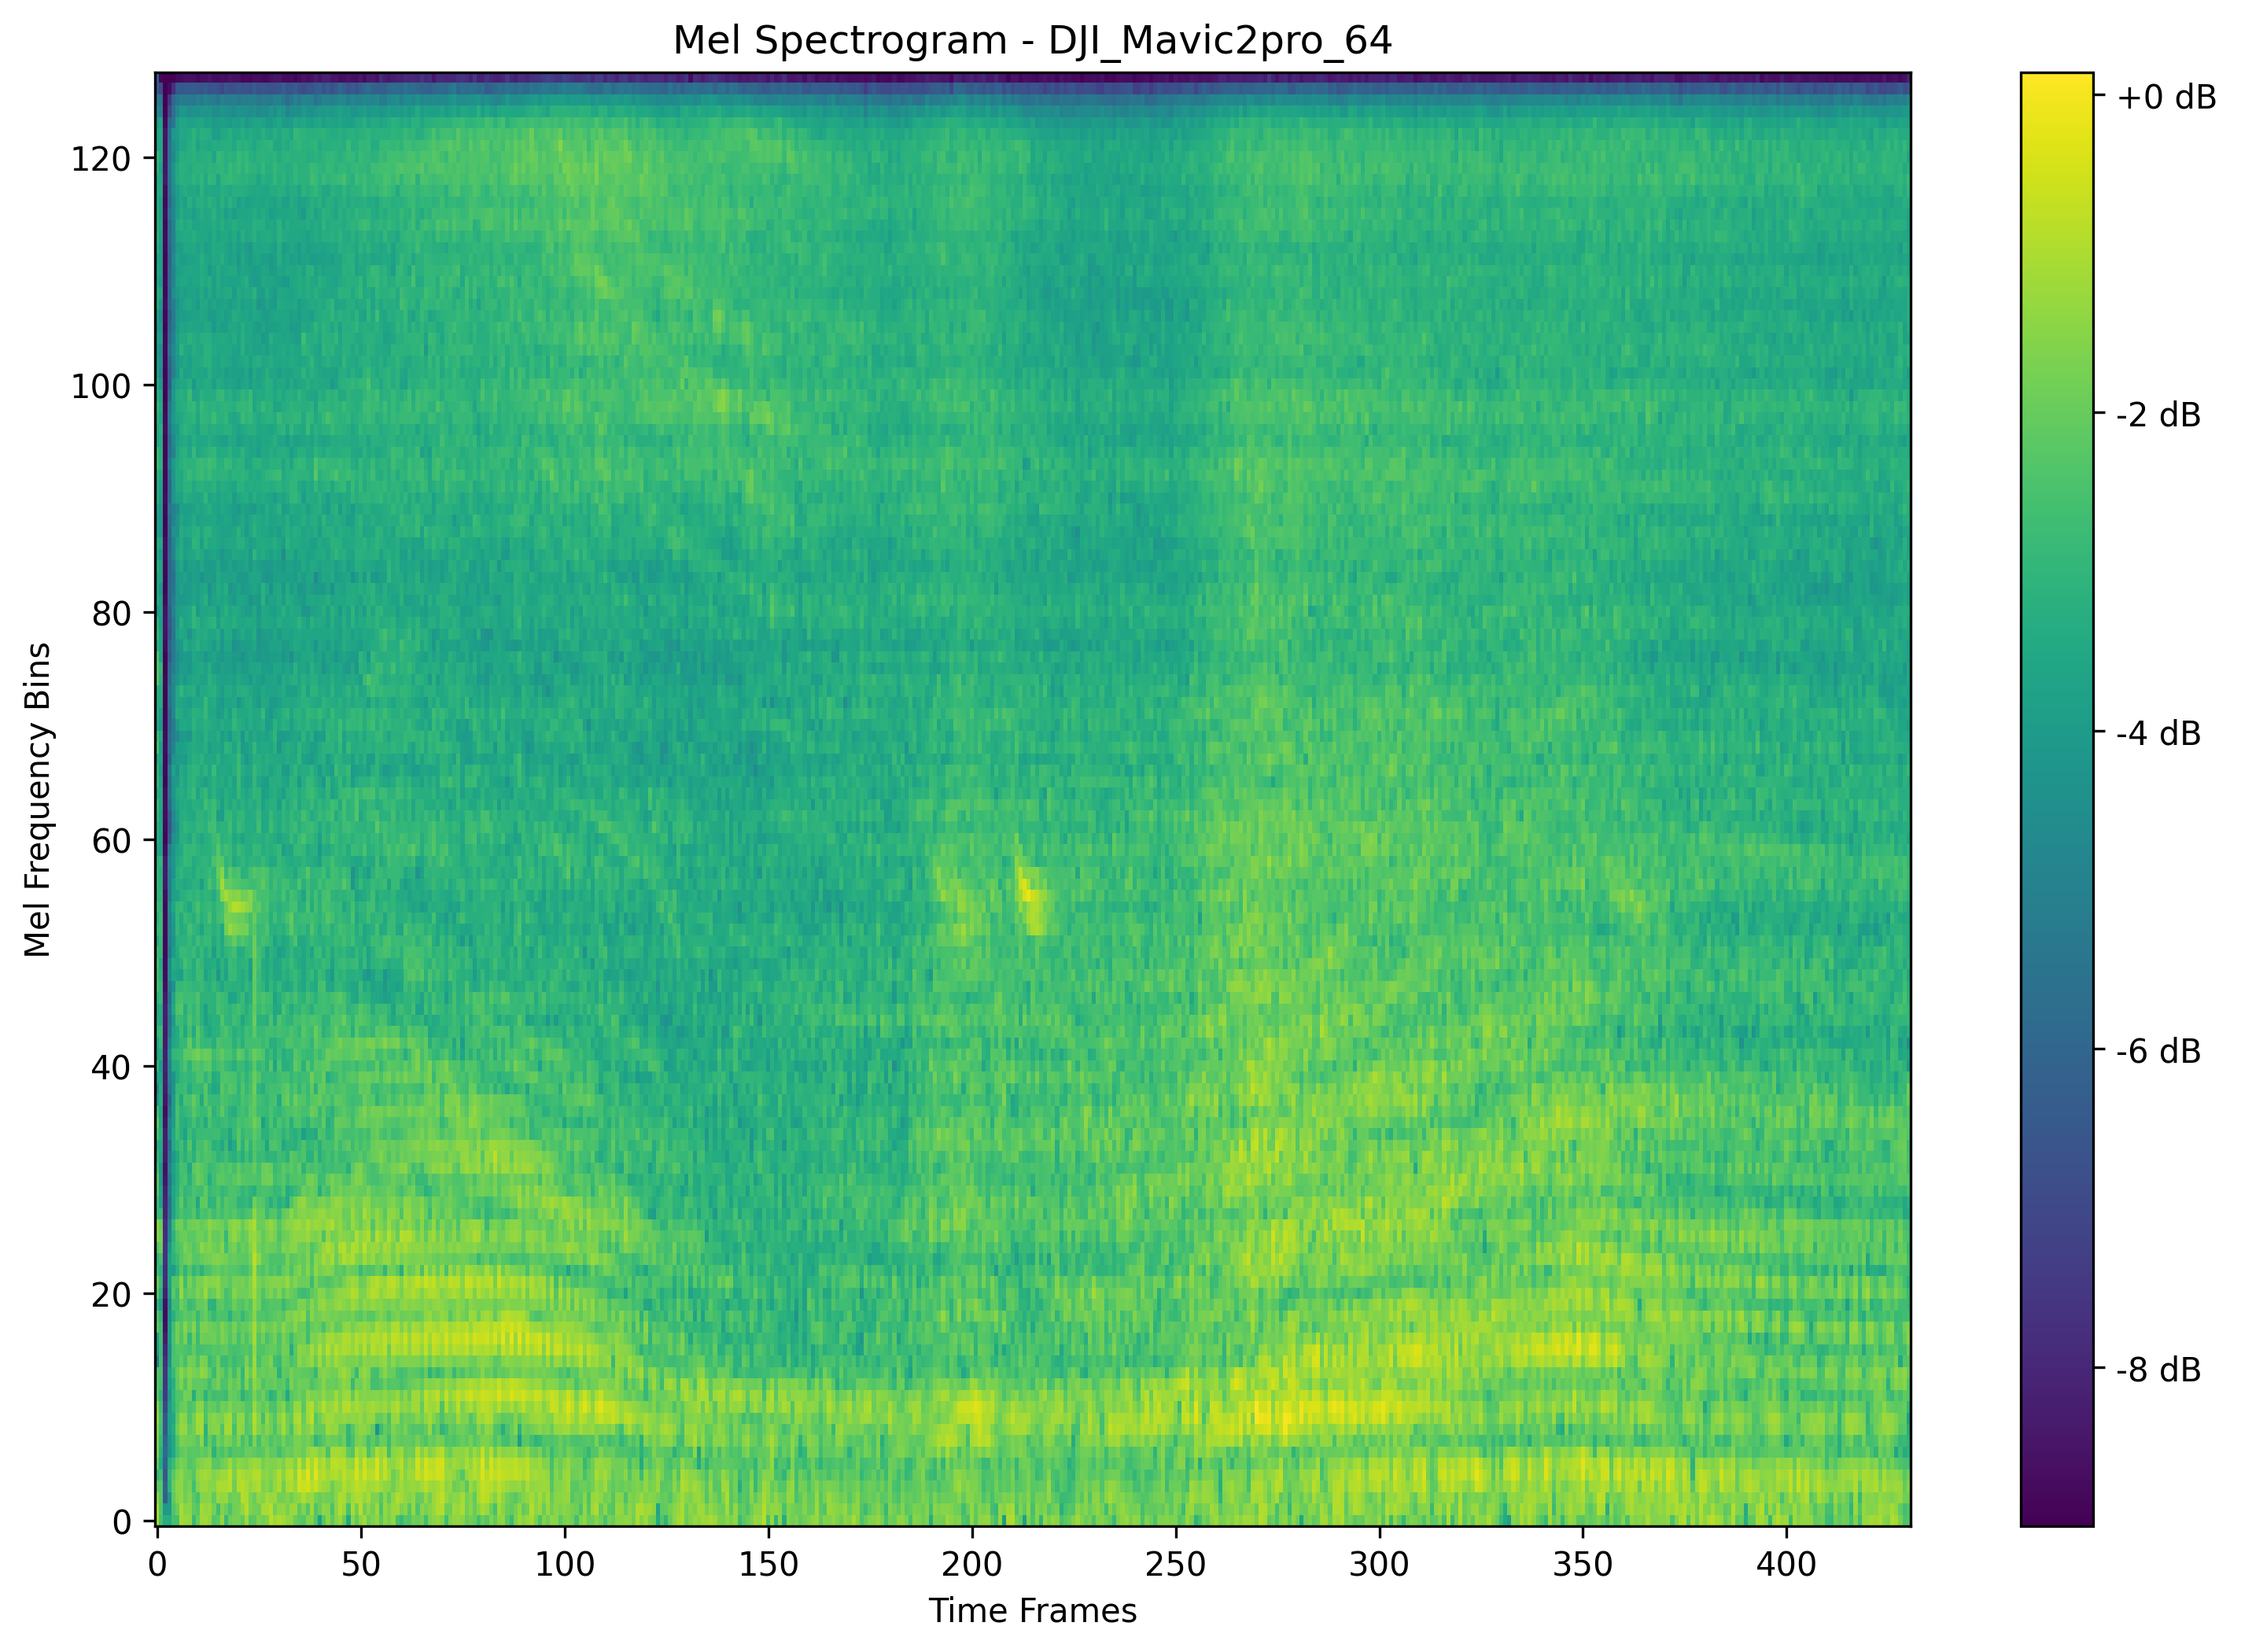 Mel Spectrogram - DJI_Mavic2pro_64
Mel Frequency Bins
120
100
80
60
40
20
0
0 50 100 150 200 250 300 350 400
Time Frames
+0 dB
-2 dB
-4 dB
-6 dB
-8 dB